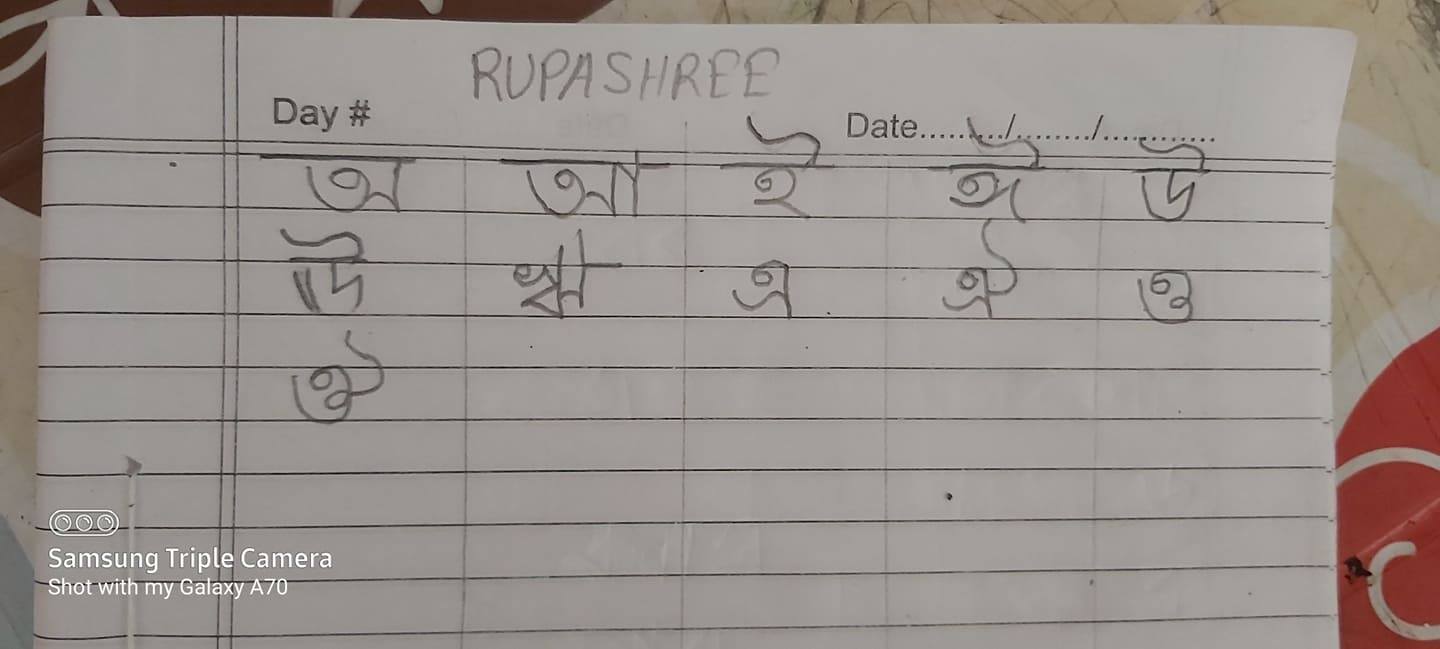 RUPASHREE
Day #
Date......../......../............
অ আ ই ঈ উ
ঊ ঋ এ ঐ ও
ঔ
Samsung Triple Camera
Shot with my Galaxy A70